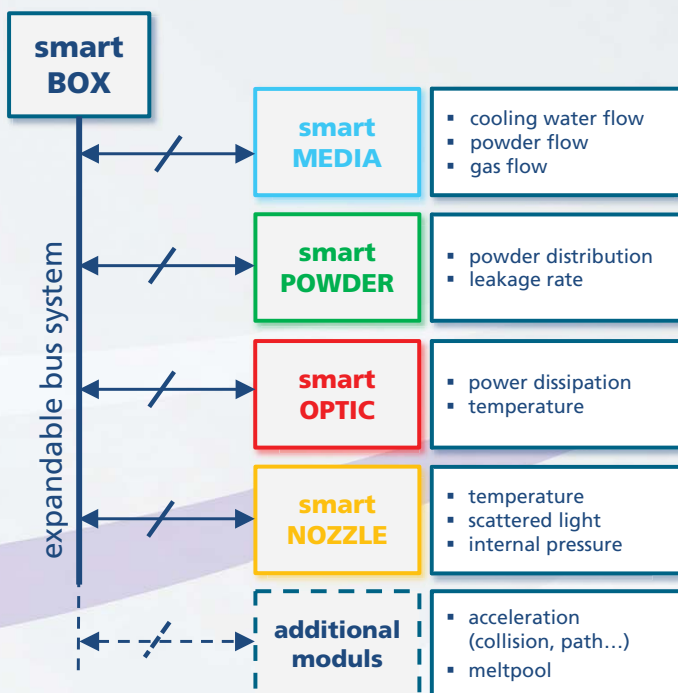 smart
BOX
expandable bus system
smart
MEDIA
▪ cooling water flow
▪ powder flow
▪ gas flow
smart
POWDER
▪ powder distribution
▪ leakage rate
smart
OPTIC
▪ power dissipation
▪ temperature
smart
NOZZLE
▪ temperature
▪ scattered light
▪ internal pressure
additional
moduls
▪ acceleration
(collision, path...)
▪ meltpool